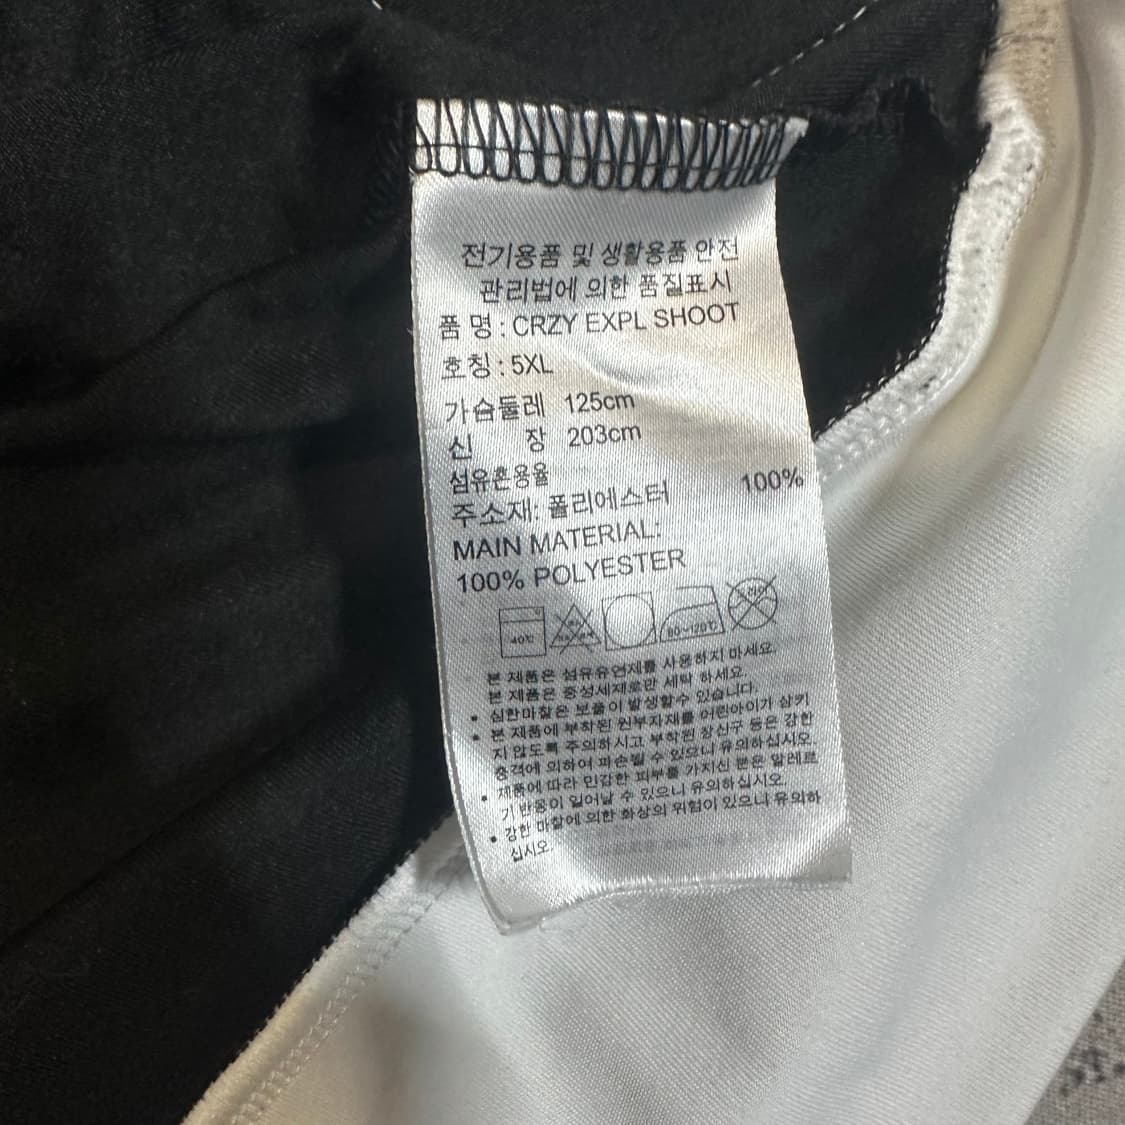 전기용품 및 생활용품 안전
관리법에 의한 품질표시
품 명 : CRZY EXPL SHOOT
호칭 : 5XL
가슴둘레 125cm
신 장 203cm
섬유혼용율
주소재: 폴리에스터 100%
MAIN MATERIAL:
100% POLYESTER
40℃
80~120℃
본 제품은 섬유유연제를 사용하지 마세요.
본 제품은 중성세제로만 세탁 하세요.
• 심한마찰은 보풀이 발생할수 있습니다.
• 본 제품에 부착된 원부자재를 어린아이가 삼키
지 않도록 주의하시고 부착된 장신구 등은 강한
충격에 의하여 파손될 수 있으니 유의하십시오.
• 제품에 따라 민감한 피부를 가지신 분은 알레르
기 반응이 일어날 수 있으니 유의하십시오.
• 강한 마찰에 의한 화상의 위험이 있으니 유의하
십시오.